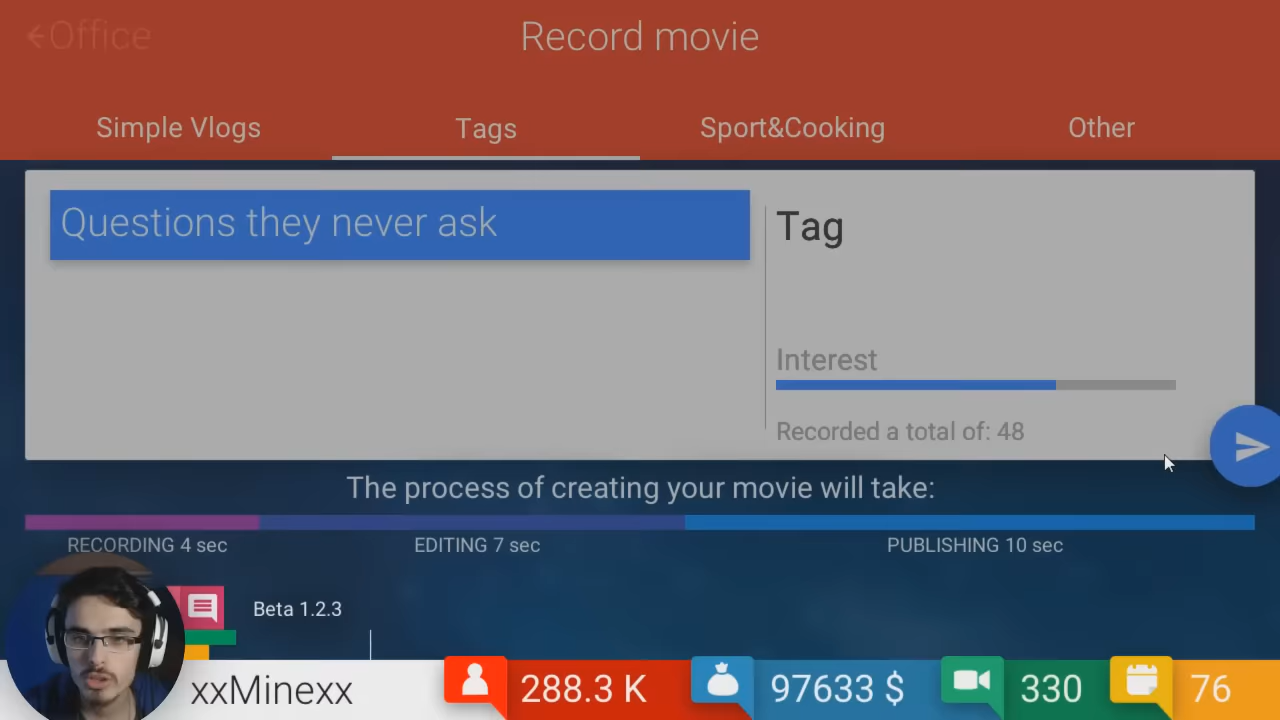 Office
Record movie
Simple Vlogs
Tags
Sport&Cooking
Other
Questions they never ask
Tag
Interest
Recorded a total of: 48
The process of creating your movie will take:
RECORDING 4 sec
EDITING 7 sec
PUBLISHING 10 sec
Beta 1.2.3
xxMinexx
288.3 K
97633 $
330
76